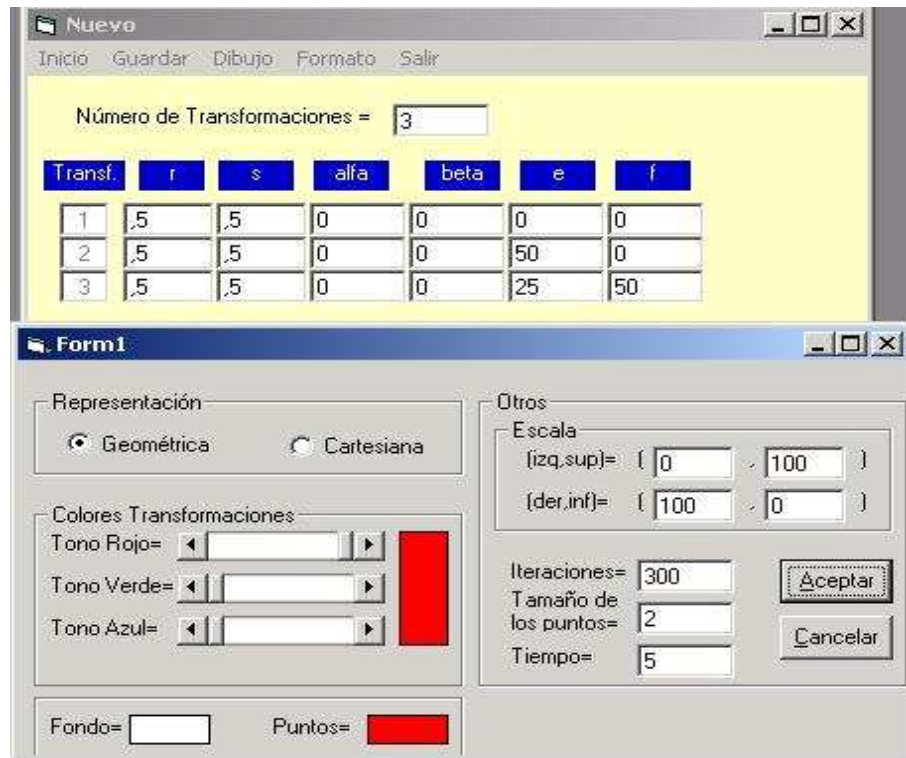 Nuevo
Inicio Guardar Dibujo Formato Salir
Número de Transformaciones = 3
Transf. r s alfa beta e f
1 ,5 ,5 0 0 0 0
2 ,5 ,5 0 0 50 0
3 ,5 ,5 0 0 25 50
Form1
Representación
Geométrica Cartesiana
Colores Transformaciones
Tono Rojo=
Tono Verde=
Tono Azul=
Fondo= Puntos=
Otros
Escala
(izq,sup)= ( 0 , 100 )
(der,inf)= ( 100 , 0 )
Iteraciones= 300
Tamaño de
los puntos= 2
Tiempo= 5
Aceptar
Cancelar